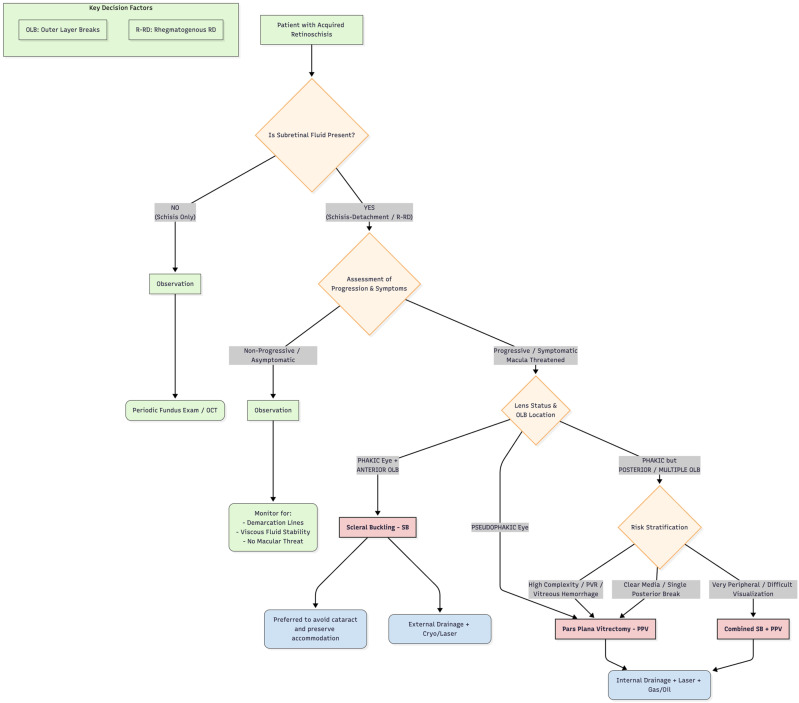 Key Decision Factors
OLB: Outer Layer Breaks
R-RD: Rhegmatogenous RD
Patient with Acquired
Retinoschisis
Is Subretinal Fluid Present?
NO
(Schisis Only)
YES
(Schisis-Detachment / R-RD)
Observation
Assessment of
Progression & Symptoms
Non-Progressive /
Asymptomatic
Progressive / Symptomatic
Macula Threatened
Periodic Fundus Exam / OCT
Observation
Lens Status &
OLB Location
PHAKIC Eye +
ANTERIOR OLB
PHAKIC but
POSTERIOR / MULTIPLE OLB
Monitor for:
- Demarcation Lines
- Viscous Fluid Stability
- No Macular Threat
Scleral Buckling - SB
PSEUDOPHAKIC Eye
Risk Stratification
High Complexity / PVR /
Vitreous Hemorrhage
Clear Media / Single
Posterior Break
Very Peripheral / Difficult
Visualization
Preferred to avoid cataract
and preserve
accommodation
External Drainage +
Cryo/Laser
Pars Plana Vitrectomy - PPV
Combined SB + PPV
Internal Drainage + Laser +
Gas/Oil